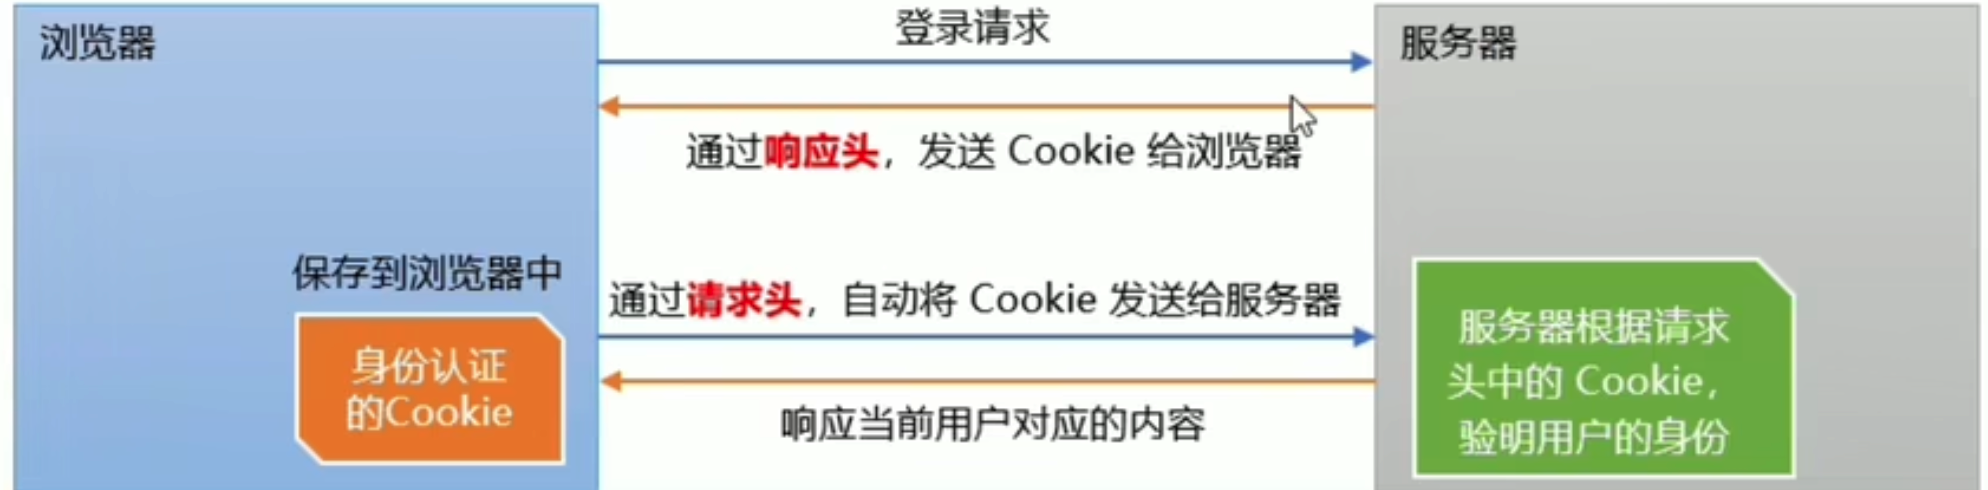 浏览器
登录请求
服务器
通过响应头，发送 Cookie 给浏览器
保存到浏览器中
通过请求头，自动将 Cookie 发送给服务器
身份认证
的Cookie
服务器根据请求
头中的 Cookie，
验明用户的身份
响应当前用户对应的内容